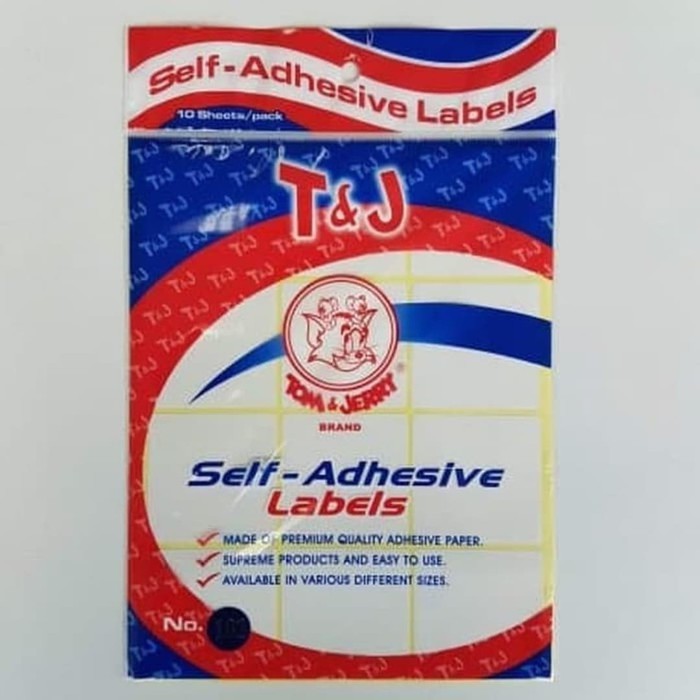 Self-Adhesive Labels
10 Sheets/pack
T&J
TOM & JERRY
®
BRAND
Self-Adhesive
Labels
MADE OF PREMIUM QUALITY ADHESIVE PAPER.
SUPREME PRODUCTS AND EASY TO USE.
AVAILABLE IN VARIOUS DIFFERENT SIZES.
No.